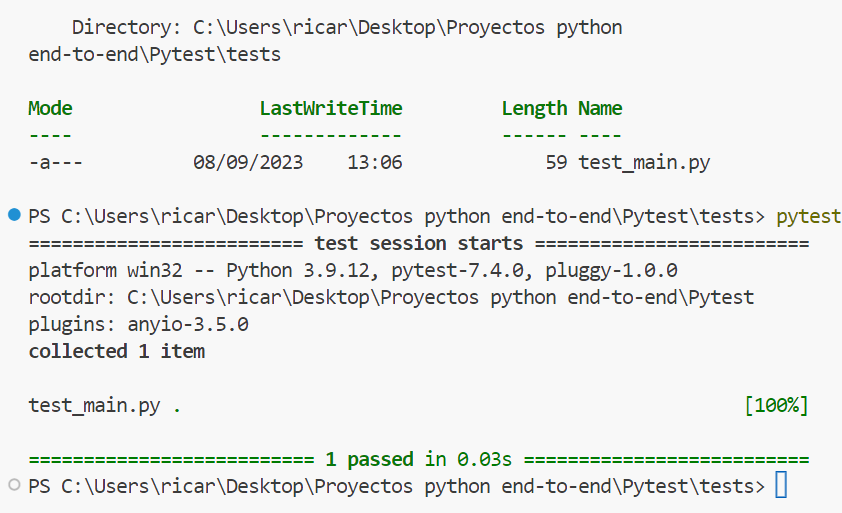 Directory: C:\Users\ricar\Desktop\Proyectos python
end-to-end\Pytest\tests
Mode LastWriteTime Length Name
---- ------------- ------ ----
-a--- 08/09/2023 13:06 59 test_main.py
PS C:\Users\ricar\Desktop\Proyectos python end-to-end\Pytest\tests> pytest
========================= test session starts =========================
platform win32 -- Python 3.9.12, pytest-7.4.0, pluggy-1.0.0
rootdir: C:\Users\ricar\Desktop\Proyectos python end-to-end\Pytest
plugins: anyio-3.5.0
collected 1 item
test_main.py . [100%]
========================== 1 passed in 0.03s ==========================
PS C:\Users\ricar\Desktop\Proyectos python end-to-end\Pytest\tests>